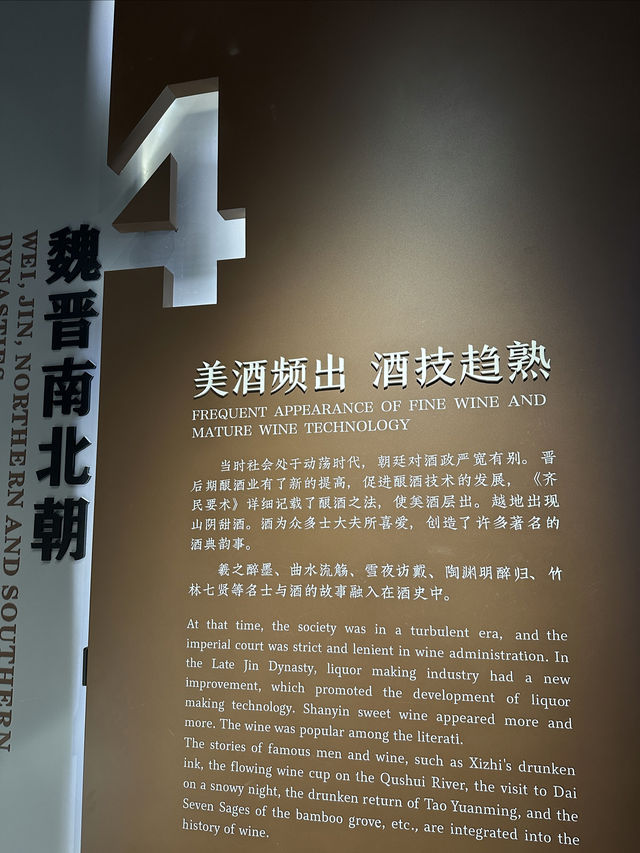 4
魏晋南北朝
WEI, JIN, NORTHERN AND SOUTHERN
DYNASTIES
美酒频出 酒技趋熟
FREQUENT APPEARANCE OF FINE WINE AND
MATURE WINE TECHNOLOGY
当时社会处于动荡时代，朝廷对酒政严宽有别。晋
后期酿酒业有了新的提高，促进酿酒技术的发展，《齐
民要术》详细记载了酿酒之法，使美酒层出。越地出现
山阴甜酒。酒为众多士大夫所喜爱，创造了许多著名的
酒典韵事。
羲之醉墨、曲水流觞、雪夜访戴、陶渊明醉归、竹
林七贤等名士与酒的故事融入在酒史中。
At that time, the society was in a turbulent era, and the
imperial court was strict and lenient in wine administration. In
the Late Jin Dynasty, liquor making industry had a new
improvement, which promoted the development of liquor
making technology. Shanyin sweet wine appeared more and
more. The wine was popular among the literati.
The stories of famous men and wine, such as Xizhi's drunken
ink, the flowing wine cup on the Qushui River, the visit to Dai
on a snowy night, the drunken return of Tao Yuanming, and the
Seven Sages of the bamboo grove, etc., are integrated into the
history of wine.